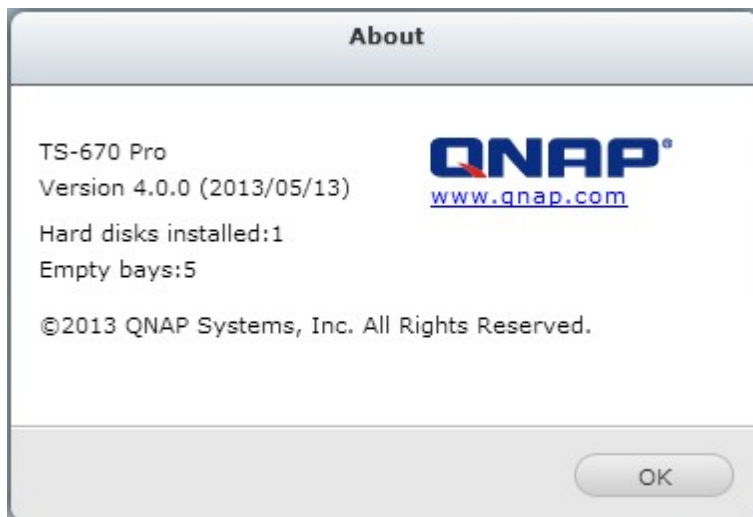 About
TS-670 Pro
Version 4.0.0 (2013/05/13)
Hard disks installed:1
Empty bays:5
QNAP®
www.qnap.com
©2013 QNAP Systems, Inc. All Rights Reserved.
OK